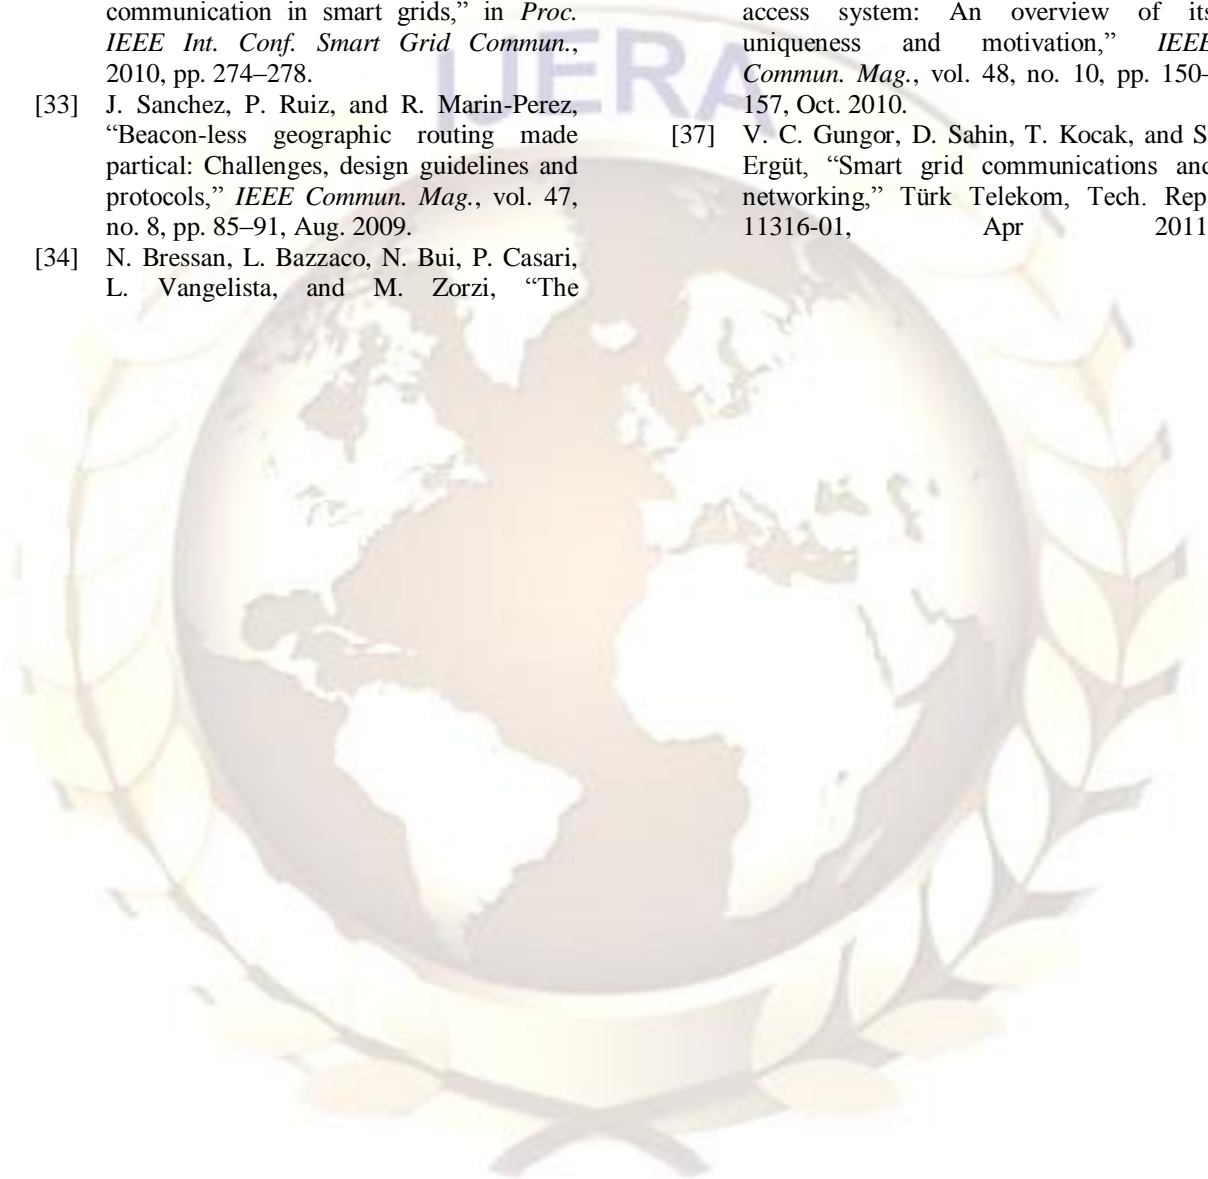 communication in smart grids,” in Proc.
IEEE Int. Conf. Smart Grid Commun.,
2010, pp. 274–278.
[33] J. Sanchez, P. Ruiz, and R. Marin-Perez,
“Beacon-less geographic routing made
partical: Challenges, design guidelines and
protocols,” IEEE Commun. Mag., vol. 47,
no. 8, pp. 85–91, Aug. 2009.
[34] N. Bressan, L. Bazzaco, N. Bui, P. Casari,
L. Vangelista, and M. Zorzi, “The
access system: An overview of its
uniqueness and motivation,” IEEE
Commun. Mag., vol. 48, no. 10, pp. 150–
157, Oct. 2010.
[37] V. C. Gungor, D. Sahin, T. Kocak, and S
Ergüt, “Smart grid communications and
networking,” Türk Telekom, Tech. Rep
11316-01, Apr 2011
IJERA